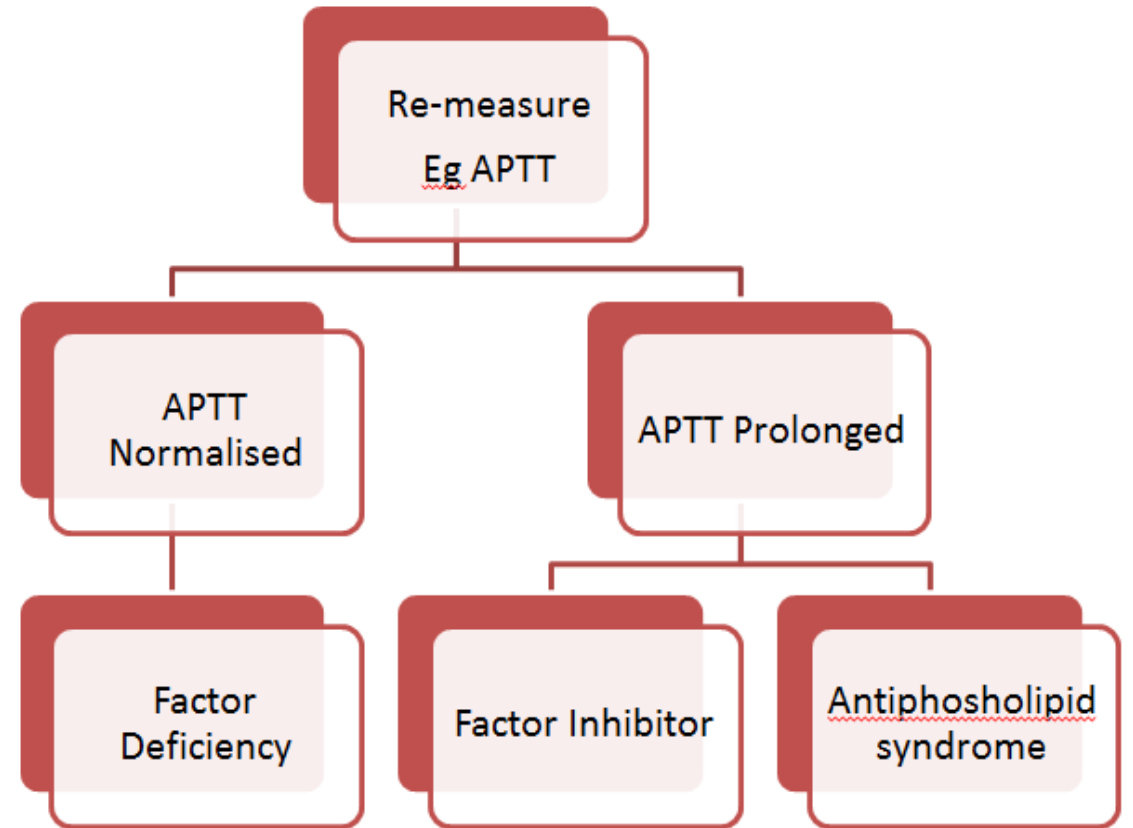 Re-measure
Eg APTT
APTT
Normalised
APTT Prolonged
Factor
Deficiency
Factor Inhibitor
Antiphosholipid
syndrome